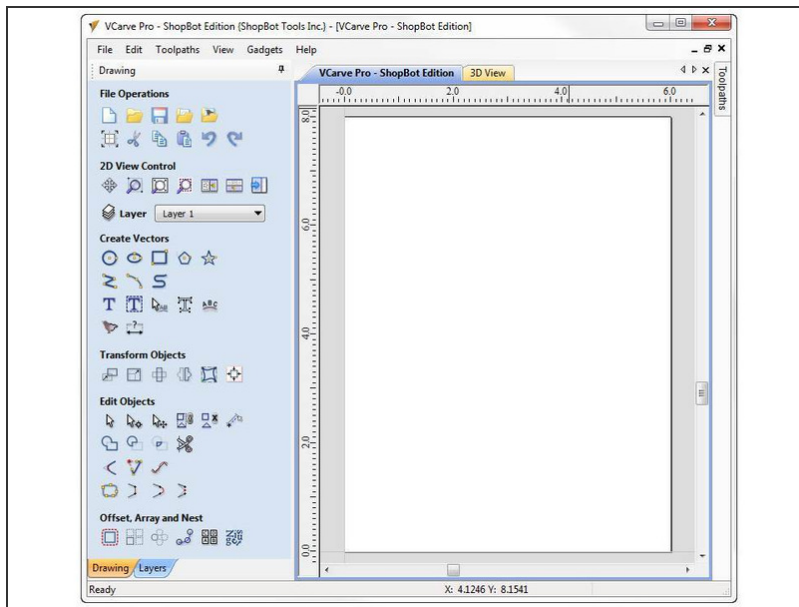 VCarve Pro - ShopBot Edition {ShopBot Tools Inc.} - [VCarve Pro - ShopBot Edition]
File Edit Toolpaths View Gadgets Help
Drawing
VCarve Pro - ShopBot Edition 3D View
Toolpaths
-0.0 2.0 4.0 6.0
8.0
6.0
4.0
2.0
0.0
File Operations
2D View Control
Layer Layer 1
Create Vectors
Transform Objects
Edit Objects
Offset, Array and Nest
Drawing Layers
Ready X: 4.1246 Y: 8.1541